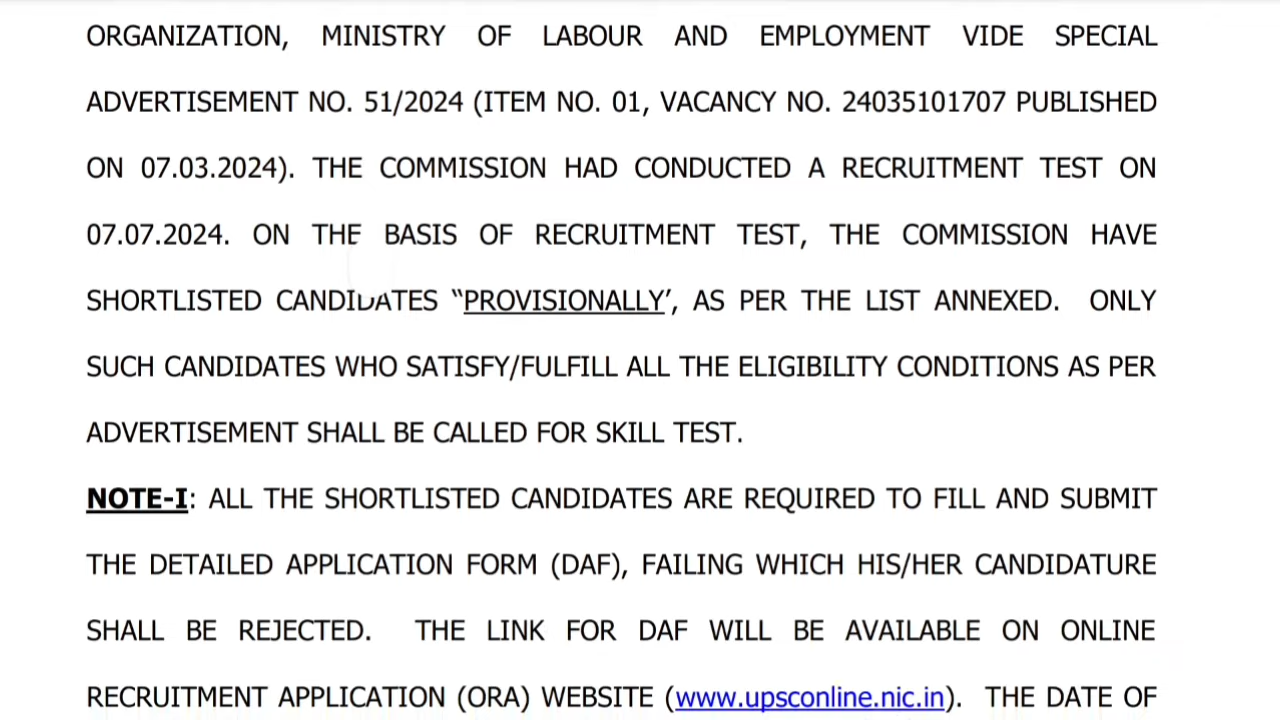 ORGANIZATION, MINISTRY OF LABOUR AND EMPLOYMENT VIDE SPECIAL
ADVERTISEMENT NO. 51/2024 (ITEM NO. 01, VACANCY NO. 24035101707 PUBLISHED
ON 07.03.2024). THE COMMISSION HAD CONDUCTED A RECRUITMENT TEST ON
07.07.2024. ON THE BASIS OF RECRUITMENT TEST, THE COMMISSION HAVE
SHORTLISTED CANDIDATES “PROVISIONALLY’, AS PER THE LIST ANNEXED. ONLY
SUCH CANDIDATES WHO SATISFY/FULFILL ALL THE ELIGIBILITY CONDITIONS AS PER
ADVERTISEMENT SHALL BE CALLED FOR SKILL TEST.
NOTE-I: ALL THE SHORTLISTED CANDIDATES ARE REQUIRED TO FILL AND SUBMIT
THE DETAILED APPLICATION FORM (DAF), FAILING WHICH HIS/HER CANDIDATURE
SHALL BE REJECTED. THE LINK FOR DAF WILL BE AVAILABLE ON ONLINE
RECRUITMENT APPLICATION (ORA) WEBSITE (www.upsconline.nic.in). THE DATE OF